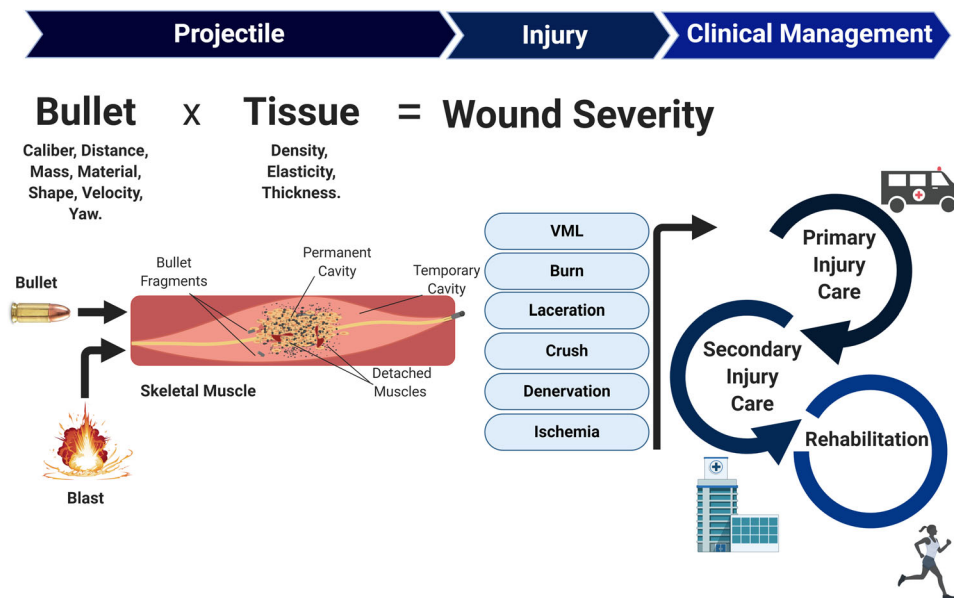 Projectile
Injury
Clinical Management
Bullet x Tissue = Wound Severity
Caliber, Distance,
Mass, Material,
Shape, Velocity,
Yaw.
Density,
Elasticity,
Thickness.
Bullet
Blast
Bullet
Fragments
Permanent
Cavity
Temporary
Cavity
Detached
Muscles
Skeletal Muscle
VML
Burn
Laceration
Crush
Denervation
Ischemia
Primary
Injury
Care
Secondary
Injury
Care
Rehabilitation